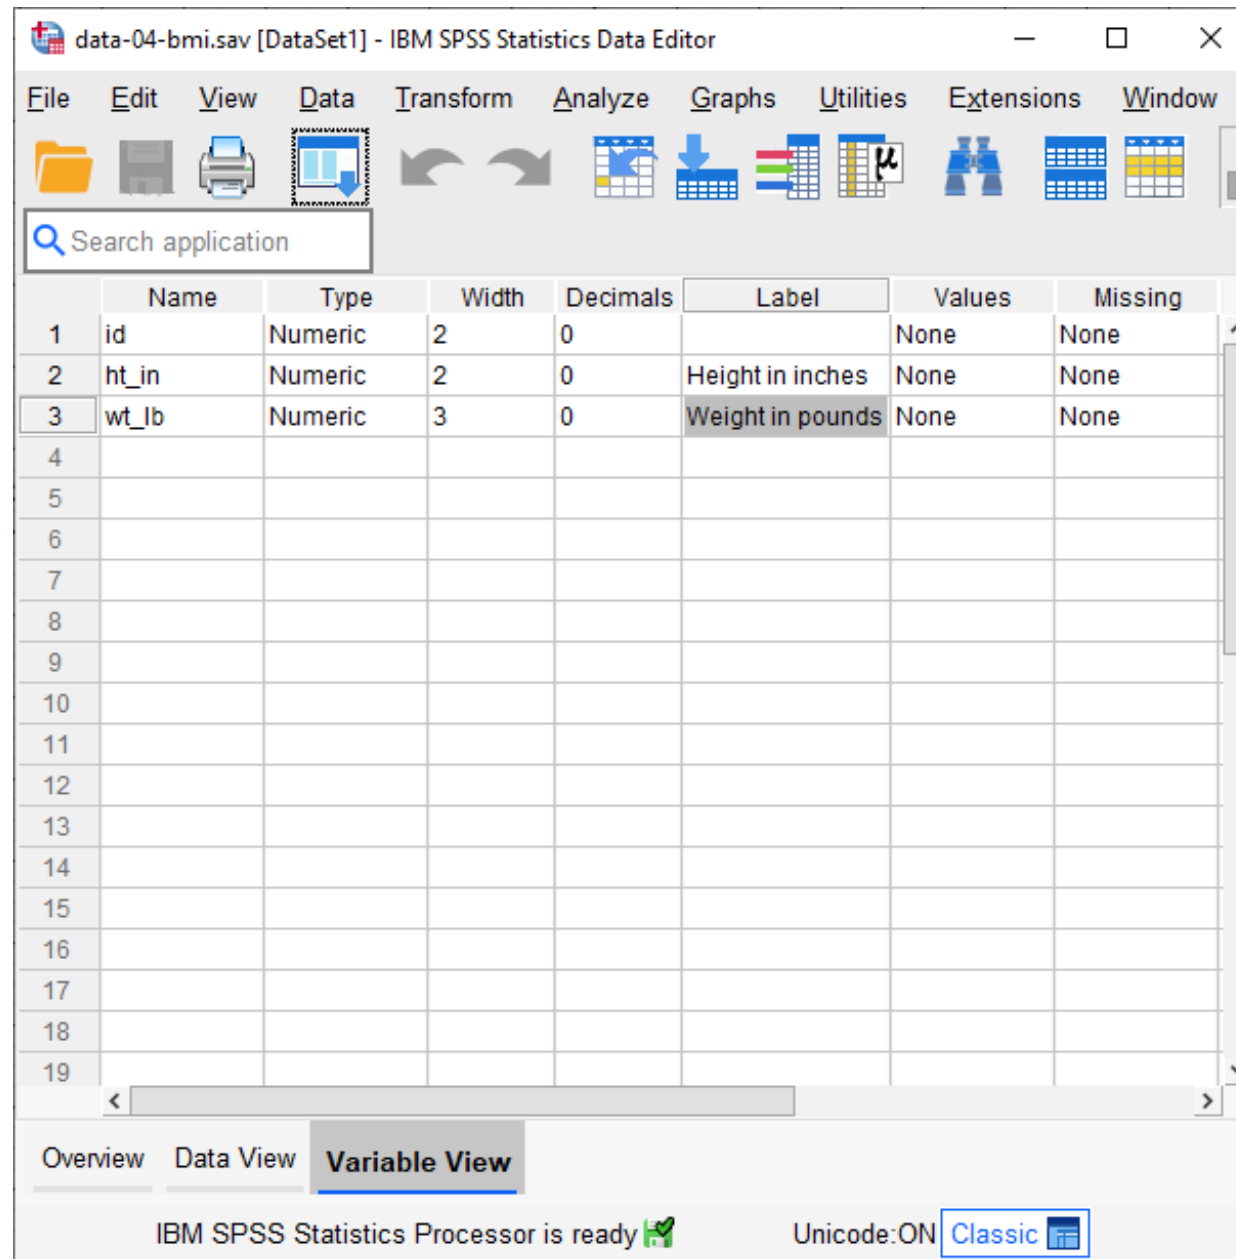 data-04-bmi.sav [DataSet1] - IBM SPSS Statistics Data Editor
File Edit View Data Transform Analyze Graphs Utilities Extensions Window
μ
Search application
Name Type Width Decimals Label Values Missing
1 id Numeric 2 0 None None
2 ht_in Numeric 2 0 Height in inches None None
3 wt_lb Numeric 3 0 Weight in pounds None None
4
5
6
7
8
9
10
11
12
13
14
15
16
17
18
19
Overview Data View Variable View
IBM SPSS Statistics Processor is ready Unicode:ON Classic